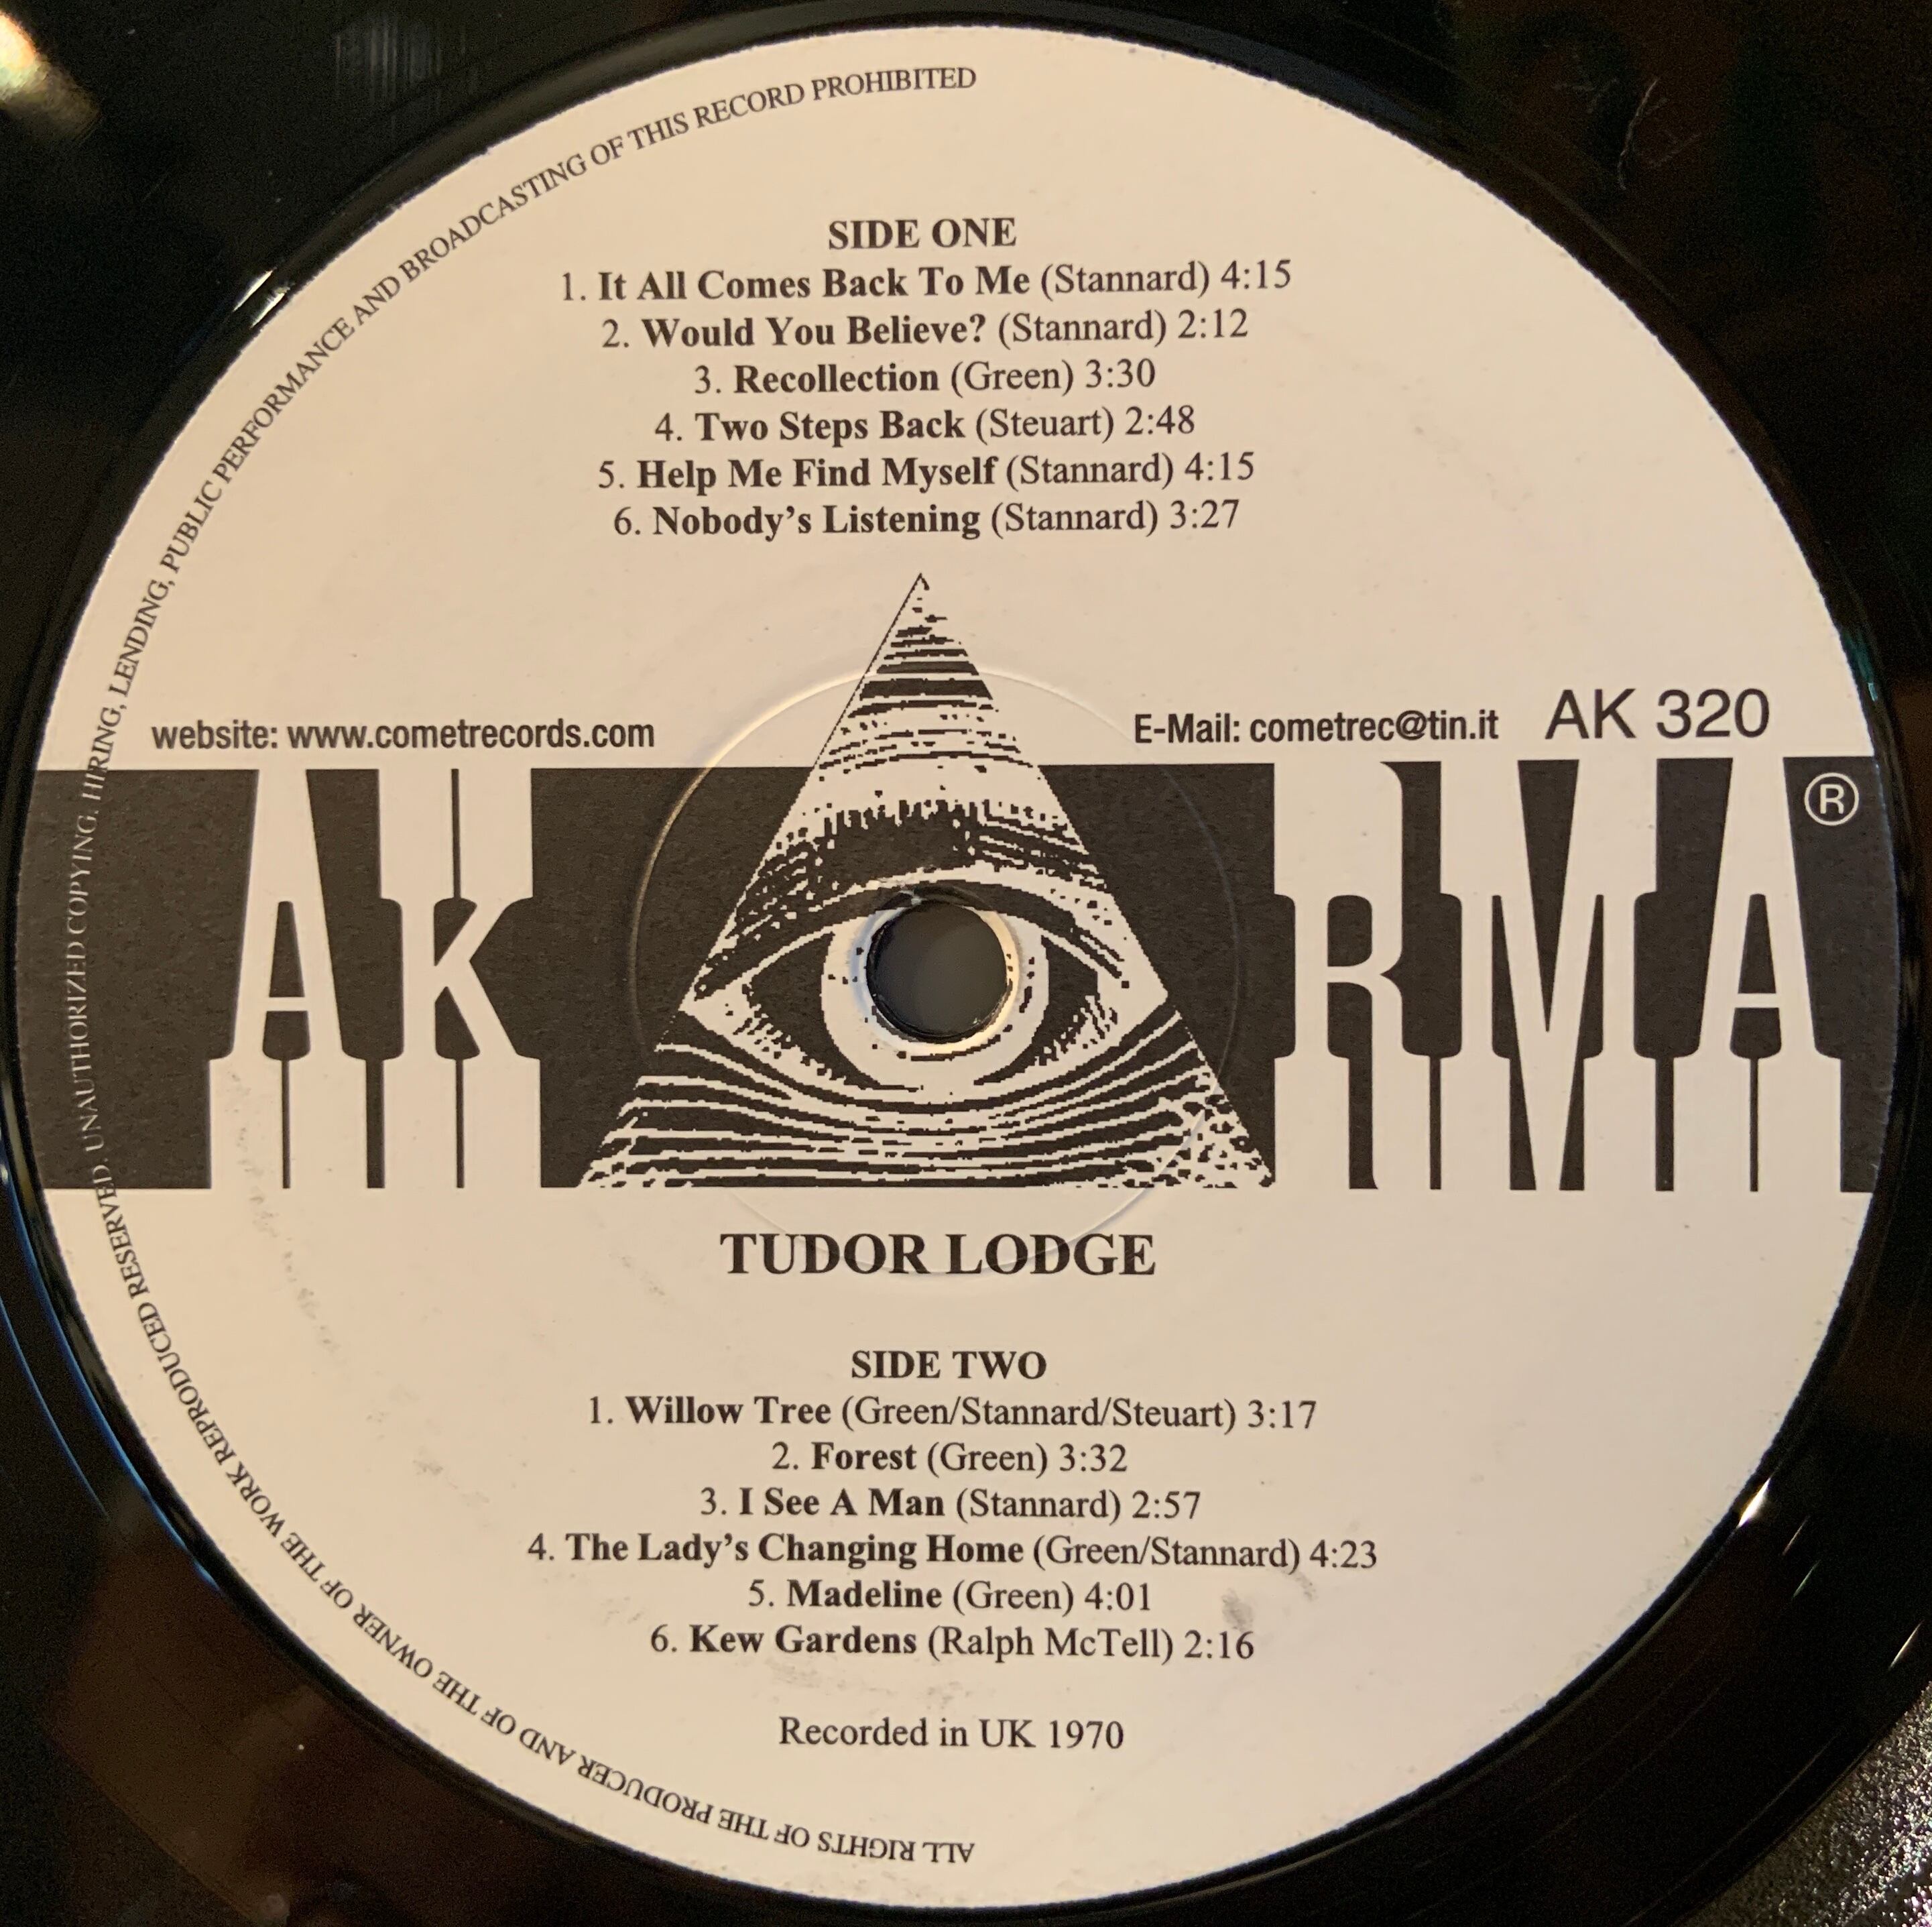 SIDE ONE
1. It All Comes Back To Me (Stannard) 4:15
2. Would You Believe? (Stannard) 2:12
3. Recollection (Green) 3:30
4. Two Steps Back (Steuart) 2:48
5. Help Me Find Myself (Stannard) 4:15
6. Nobody's Listening (Stannard) 3:27
website: www.cometrecords.com
E-Mail: cometrec@tin.it
AK 320
AKARMA ®
TUDOR LODGE
SIDE TWO
1. Willow Tree (Green/Stannard/Steuart) 3:17
2. Forest (Green) 3:32
3. I See A Man (Stannard) 2:57
4. The Lady's Changing Home (Green/Stannard) 4:23
5. Madeline (Green) 4:01
6. Kew Gardens (Ralph McTell) 2:16
Recorded in UK 1970
ALL RIGHTS OF THE PRODUCER AND OF THE OWNER OF THE WORK REPRODUCED RESERVED. UNAUTHORIZED COPYING, HIRING, LENDING, PUBLIC PERFORMANCE AND BROADCASTING OF THIS RECORD PROHIBITED